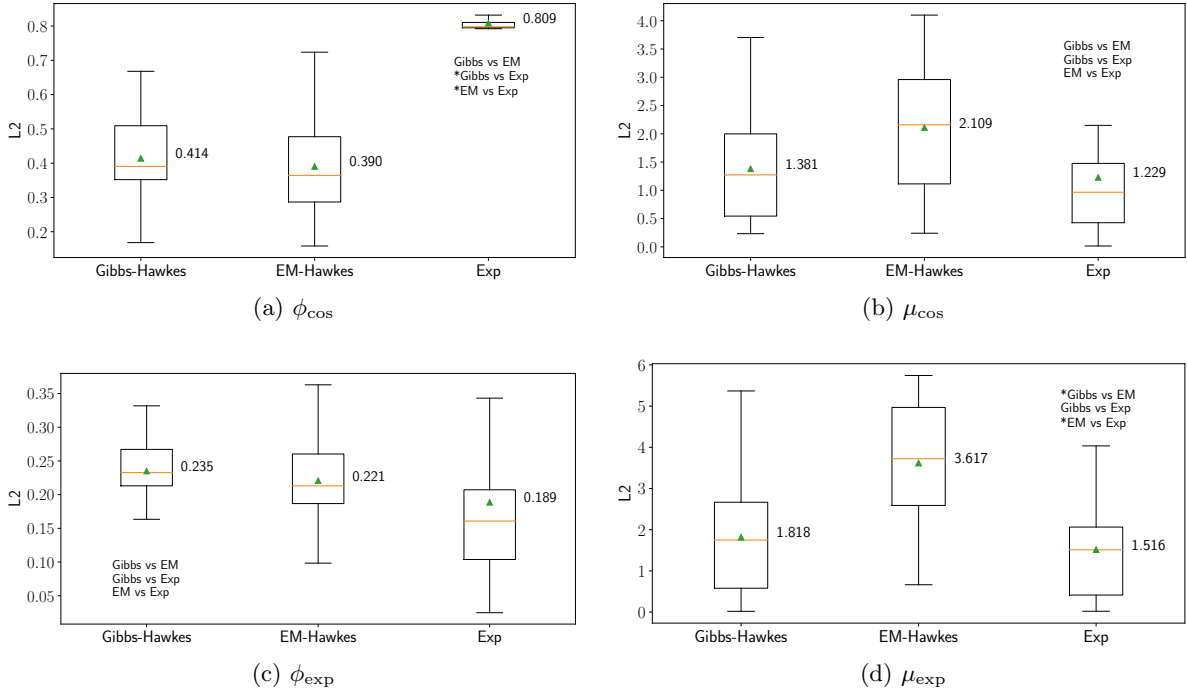 0.8
0.7
0.6
0.5
0.4
0.3
0.2
L2
0.414
0.390
0.809
Gibbs vs EM
*Gibbs vs Exp
*EM vs Exp
Gibbs-Hawkes
EM-Hawkes
Exp
(a) ϕcos
4.0
3.5
3.0
2.5
2.0
1.5
1.0
0.5
0.0
L2
1.381
2.109
1.229
Gibbs vs EM
Gibbs vs Exp
EM vs Exp
Gibbs-Hawkes
EM-Hawkes
Exp
(b) μcos
0.35
0.30
0.25
0.20
0.15
0.10
0.05
L2
0.235
0.221
0.189
Gibbs vs EM
Gibbs vs Exp
EM vs Exp
Gibbs-Hawkes
EM-Hawkes
Exp
(c) ϕexp
6
5
4
3
2
1
0
L2
1.818
3.617
1.516
*Gibbs vs EM
Gibbs vs Exp
*EM vs Exp
Gibbs-Hawkes
EM-Hawkes
Exp
(d) μexp